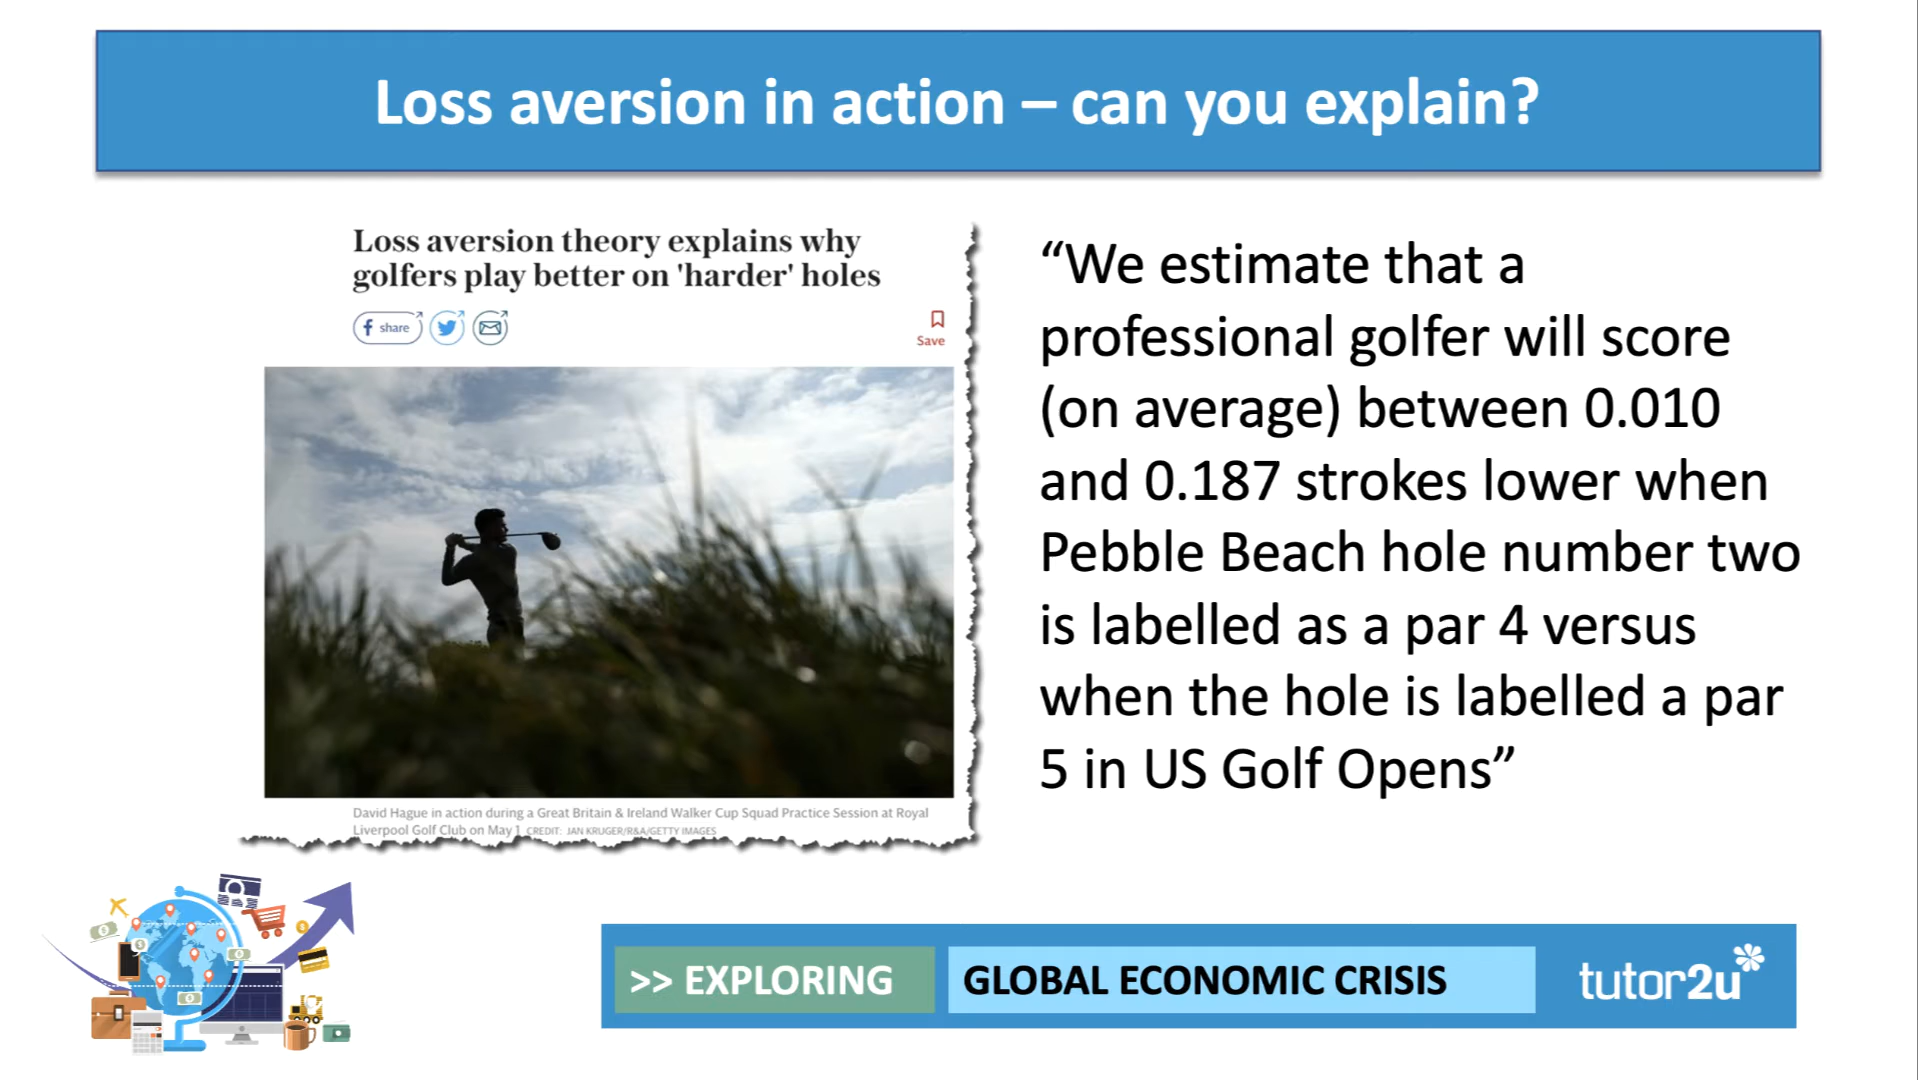 Loss aversion in action – can you explain?
Loss aversion theory explains why
golfers play better on 'harder' holes
share
Save
David Hague in action during a Great Britain & Ireland Walker Cup Squad Practice Session at Royal
Liverpool Golf Club on May 1 CREDIT: JAN KRUGER/R&A/GETTY IMAGES
“We estimate that a
professional golfer will score
(on average) between 0.010
and 0.187 strokes lower when
Pebble Beach hole number two
is labelled as a par 4 versus
when the hole is labelled a par
5 in US Golf Opens”
>> EXPLORING
GLOBAL ECONOMIC CRISIS
tutor2u